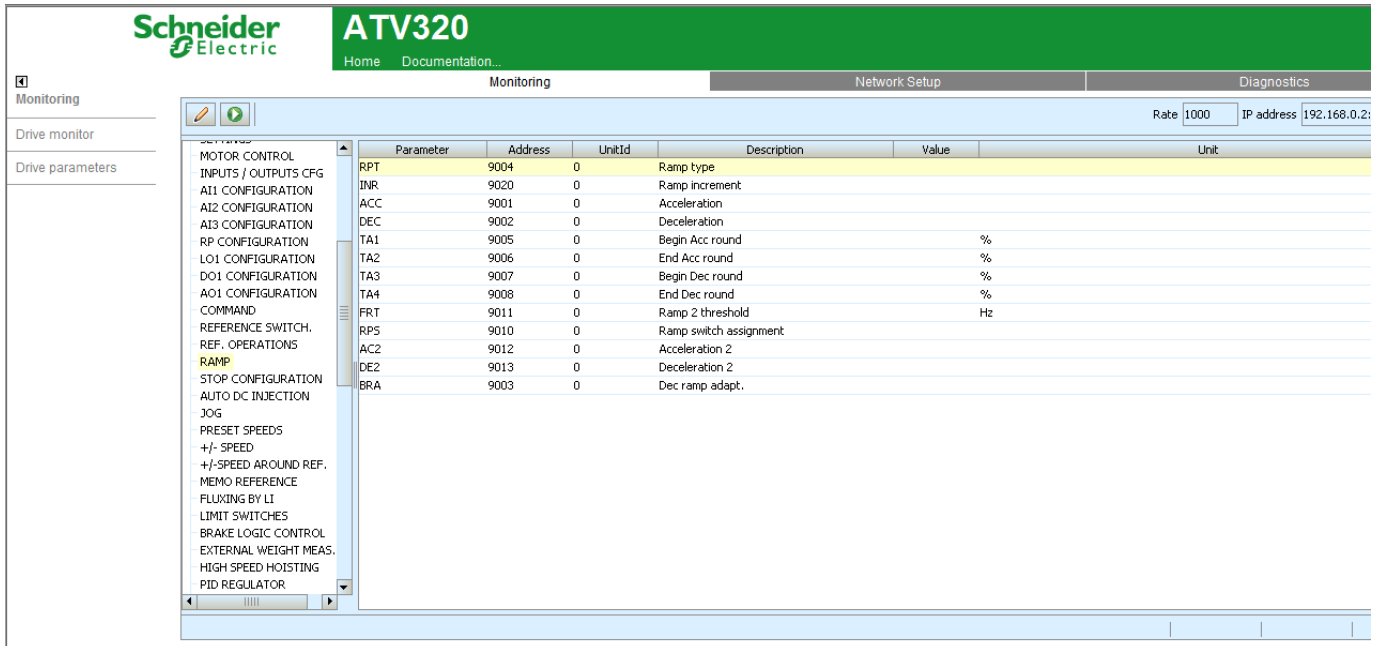 Schneider Electric
ATV320
Home Documentation...
Monitoring Network Setup Diagnostics
Monitoring
Drive monitor
Drive parameters
Rate 1000 IP address 192.168.0.2:
SETTINGS
MOTOR CONTROL
INPUTS / OUTPUTS CFG
AI1 CONFIGURATION
AI2 CONFIGURATION
AI3 CONFIGURATION
RP CONFIGURATION
LO1 CONFIGURATION
DO1 CONFIGURATION
AO1 CONFIGURATION
COMMAND
REFERENCE SWITCH.
REF. OPERATIONS
RAMP
STOP CONFIGURATION
AUTO DC INJECTION
JOG
PRESET SPEEDS
+/- SPEED
+/-SPEED AROUND REF.
MEMO REFERENCE
FLUXING BY LI
LIMIT SWITCHES
BRAKE LOGIC CONTROL
EXTERNAL WEIGHT MEAS.
HIGH SPEED HOISTING
PID REGULATOR
Parameter Address UnitId Description Value Unit
RPT 9004 0 Ramp type
INR 9020 0 Ramp increment
ACC 9001 0 Acceleration
DEC 9002 0 Deceleration
TA1 9005 0 Begin Acc round %
TA2 9006 0 End Acc round %
TA3 9007 0 Begin Dec round %
TA4 9008 0 End Dec round %
FRT 9011 0 Ramp 2 threshold Hz
RPS 9010 0 Ramp switch assignment
AC2 9012 0 Acceleration 2
DE2 9013 0 Deceleration 2
BRA 9003 0 Dec ramp adapt.